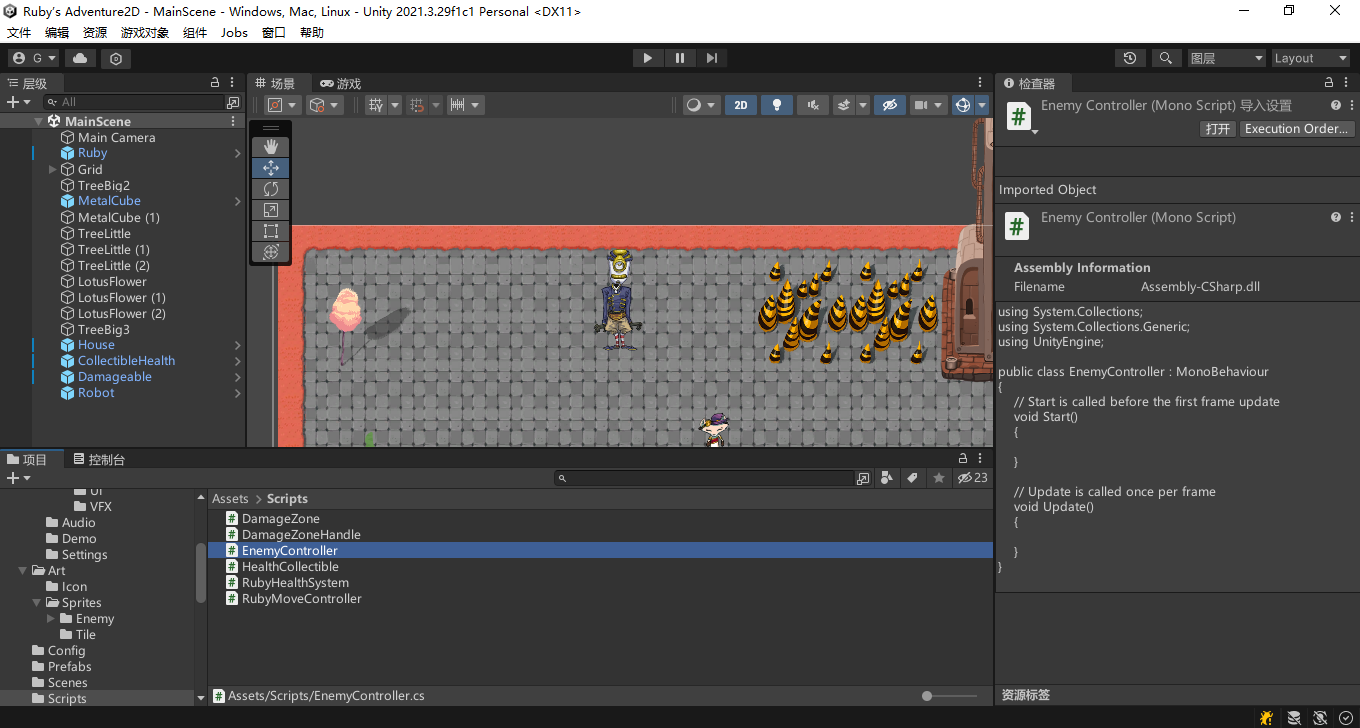 Ruby's Adventure2D - MainScene - Windows, Mac, Linux - Unity 2021.3.29f1c1 Personal <DX11>
文件 编辑 资源 游戏对象 组件 Jobs 窗口 帮助
G
图层
Layout
层级
All
MainScene
Main Camera
Ruby
Grid
TreeBig2
MetalCube
MetalCube (1)
TreeLittle
TreeLittle (1)
TreeLittle (2)
LotusFlower
LotusFlower (1)
LotusFlower (2)
TreeBig3
House
CollectibleHealth
Damageable
Robot
场景 游戏
2D
检查器
Enemy Controller (Mono Script) 导入设置
打开 Execution Order...
Imported Object
Enemy Controller (Mono Script)
Assembly Information
Filename Assembly-CSharp.dll
using System.Collections;
using System.Collections.Generic;
using UnityEngine;
public class EnemyController : MonoBehaviour
{
// Start is called before the first frame update
void Start()
{
}
// Update is called once per frame
void Update()
{
}
}
资源标签
项目 控制台
23
UI
VFX
Audio
Demo
Settings
Art
Icon
Sprites
Enemy
Tile
Config
Prefabs
Scenes
Scripts
Assets > Scripts
DamageZone
DamageZoneHandle
EnemyController
HealthCollectible
RubyHealthSystem
RubyMoveController
Assets/Scripts/EnemyController.cs